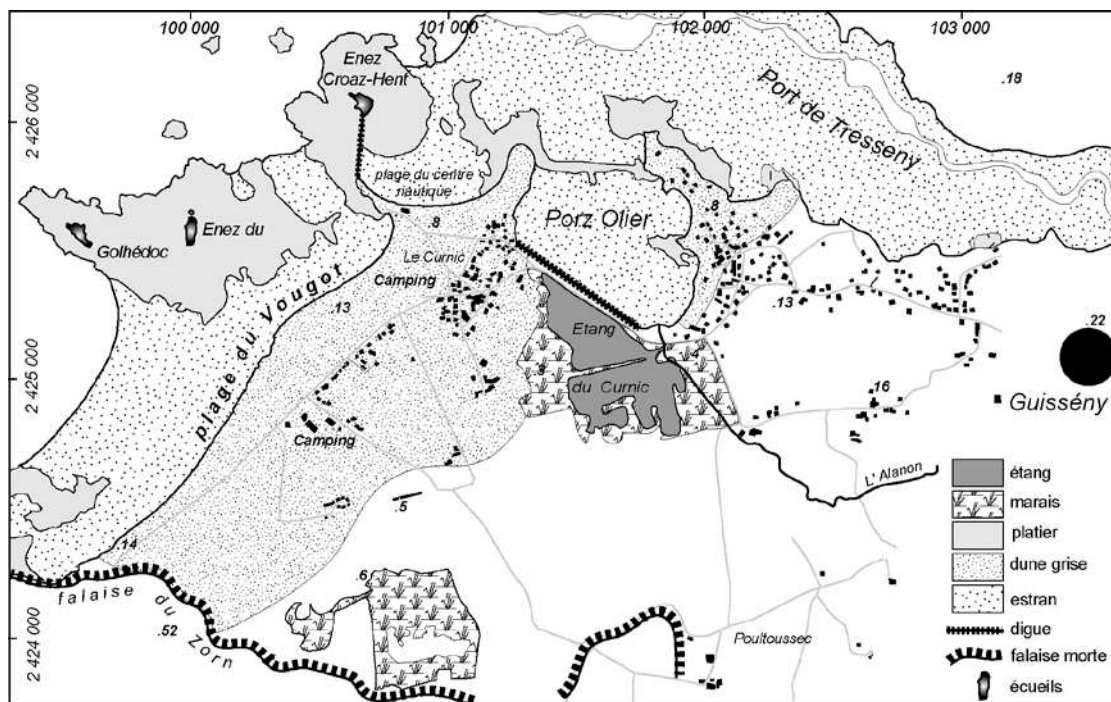 100 000
101 000
102 000
103 000
Enez
Croaz-Hent
.18
Port de Tresseny
2 426 000
plage du centre
nautique
8
8
Porz Olier
Enez du
Golhédoc
Le Curnic
Camping
.13
.13
plage du Vougot
Etang
du Curnic
3
4
22
2 425 000
16
Guissény
Camping
L' Alanon
.5
.14
.6
falaise du Zorn
.52
2 424 000
Poultoussec
étang
marais
platier
dune grise
estran
digue
falaise morte
écueils